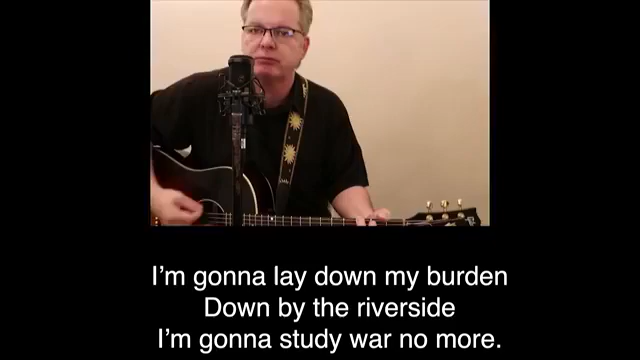 I'm gonna lay down my burden
Down by the riverside
I'm gonna study war no more.